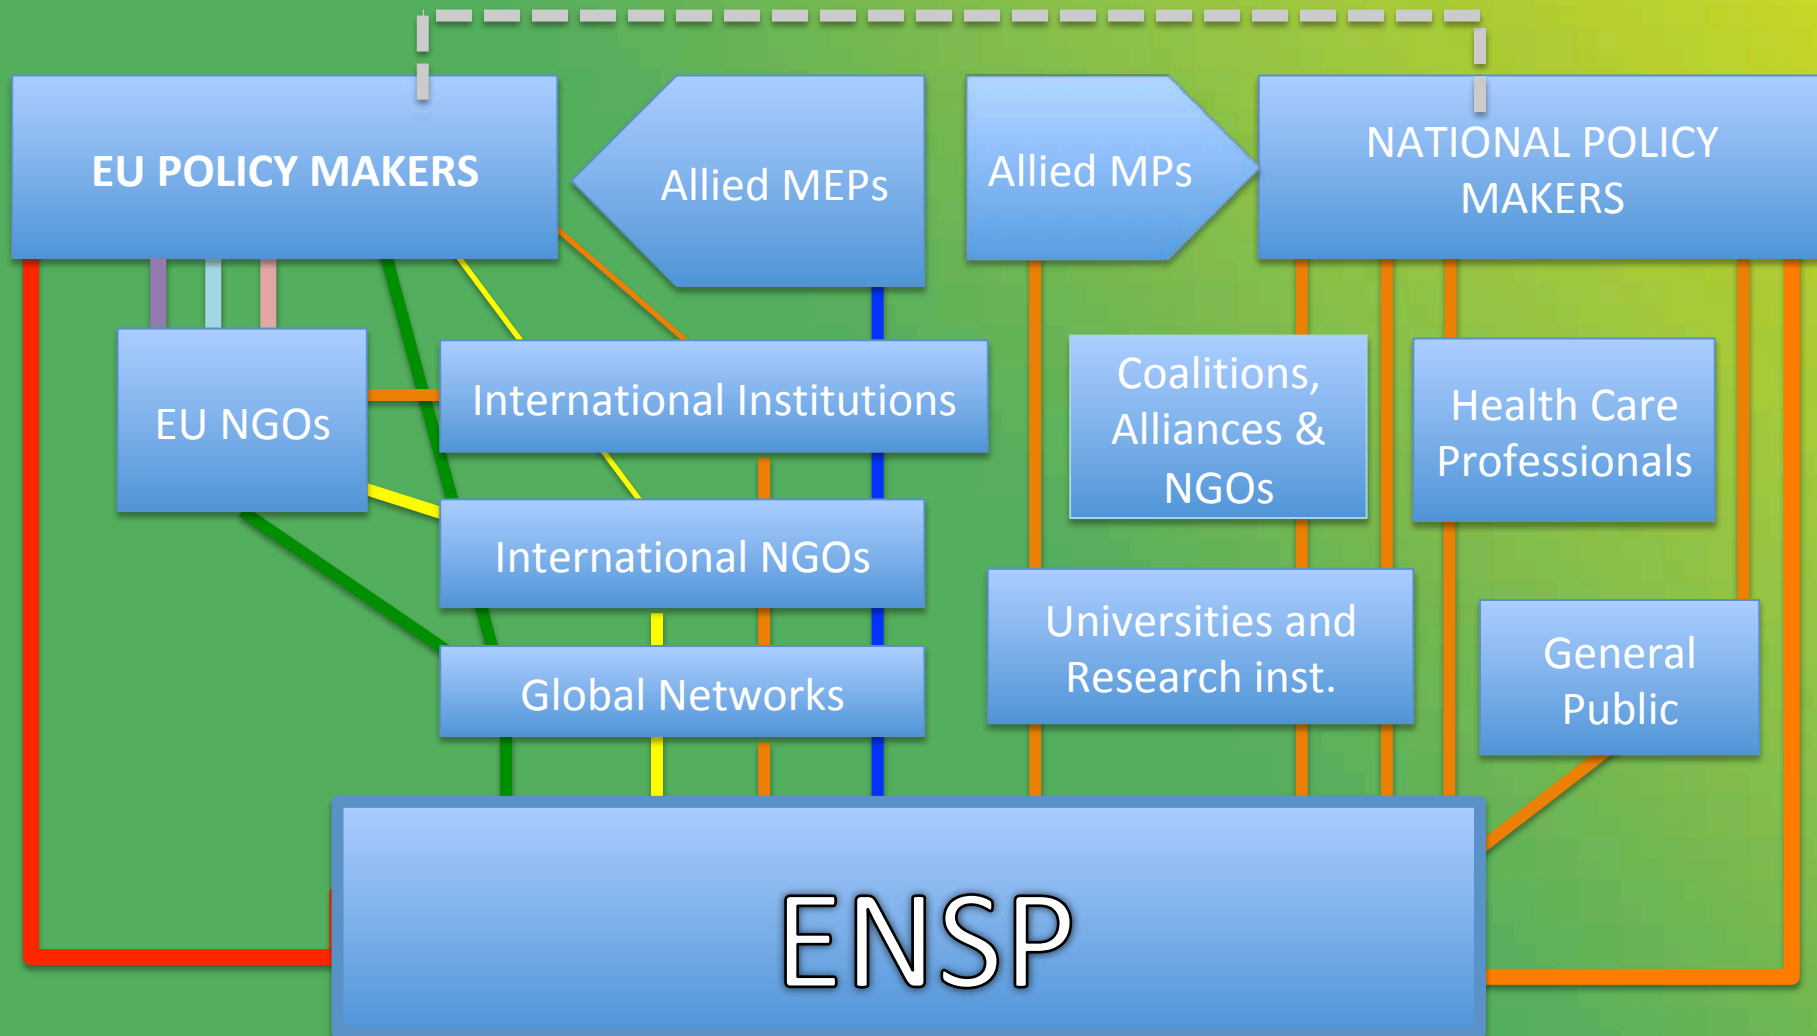 EU POLICY MAKERS
Allied MEPs
Allied MPs
NATIONAL POLICY
MAKERS
EU NGOs
International Institutions
Coalitions,
Alliances &
NGOs
Health Care
Professionals
International NGOs
Universities and
Research inst.
General
Public
Global Networks
ENSP